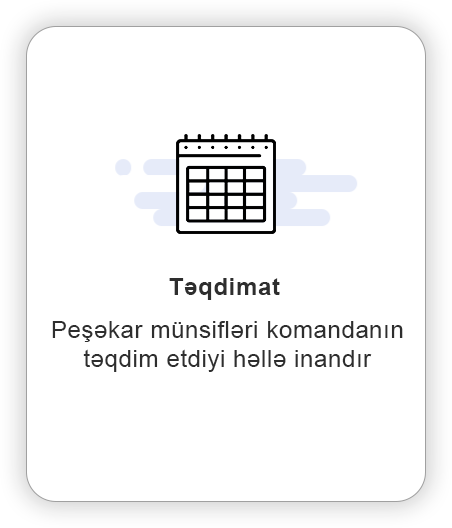 Təqdimat
Peşəkar münsifləri komandanın
təqdim etdiyi həllə inandır